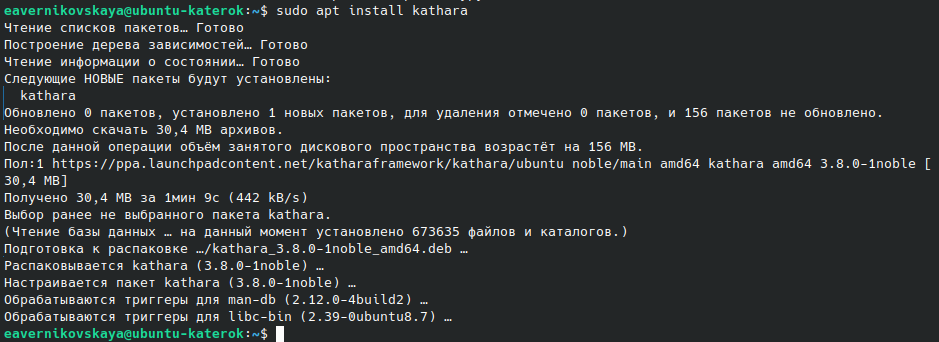 eavernikovskaya@ubuntu-katerok:~$ sudo apt install kathara
Чтение списков пакетов… Готово
Построение дерева зависимостей… Готово
Чтение информации о состоянии… Готово
Следующие НОВЫЕ пакеты будут установлены:
  kathara
Обновлено 0 пакетов, установлено 1 новых пакетов, для удаления отмечено 0 пакетов, и 156 пакетов не обновлено.
Необходимо скачать 30,4 MB архивов.
После данной операции объём занятого дискового пространства возрастёт на 156 MB.
Пол:1 https://ppa.launchpadcontent.net/katharaframework/kathara/ubuntu noble/main amd64 kathara amd64 3.8.0-1noble [
30,4 MB]
Получено 30,4 MB за 1мин 9с (442 kB/s)
Выбор ранее не выбранного пакета kathara.
(Чтение базы данных … на данный момент установлено 673635 файлов и каталогов.)
Подготовка к распаковке …/kathara_3.8.0-1noble_amd64.deb …
Распаковывается kathara (3.8.0-1noble) …
Настраивается пакет kathara (3.8.0-1noble) …
Обрабатываются триггеры для man-db (2.12.0-4build2) …
Обрабатываются триггеры для libc-bin (2.39-0ubuntu8.7) …
eavernikovskaya@ubuntu-katerok:~$